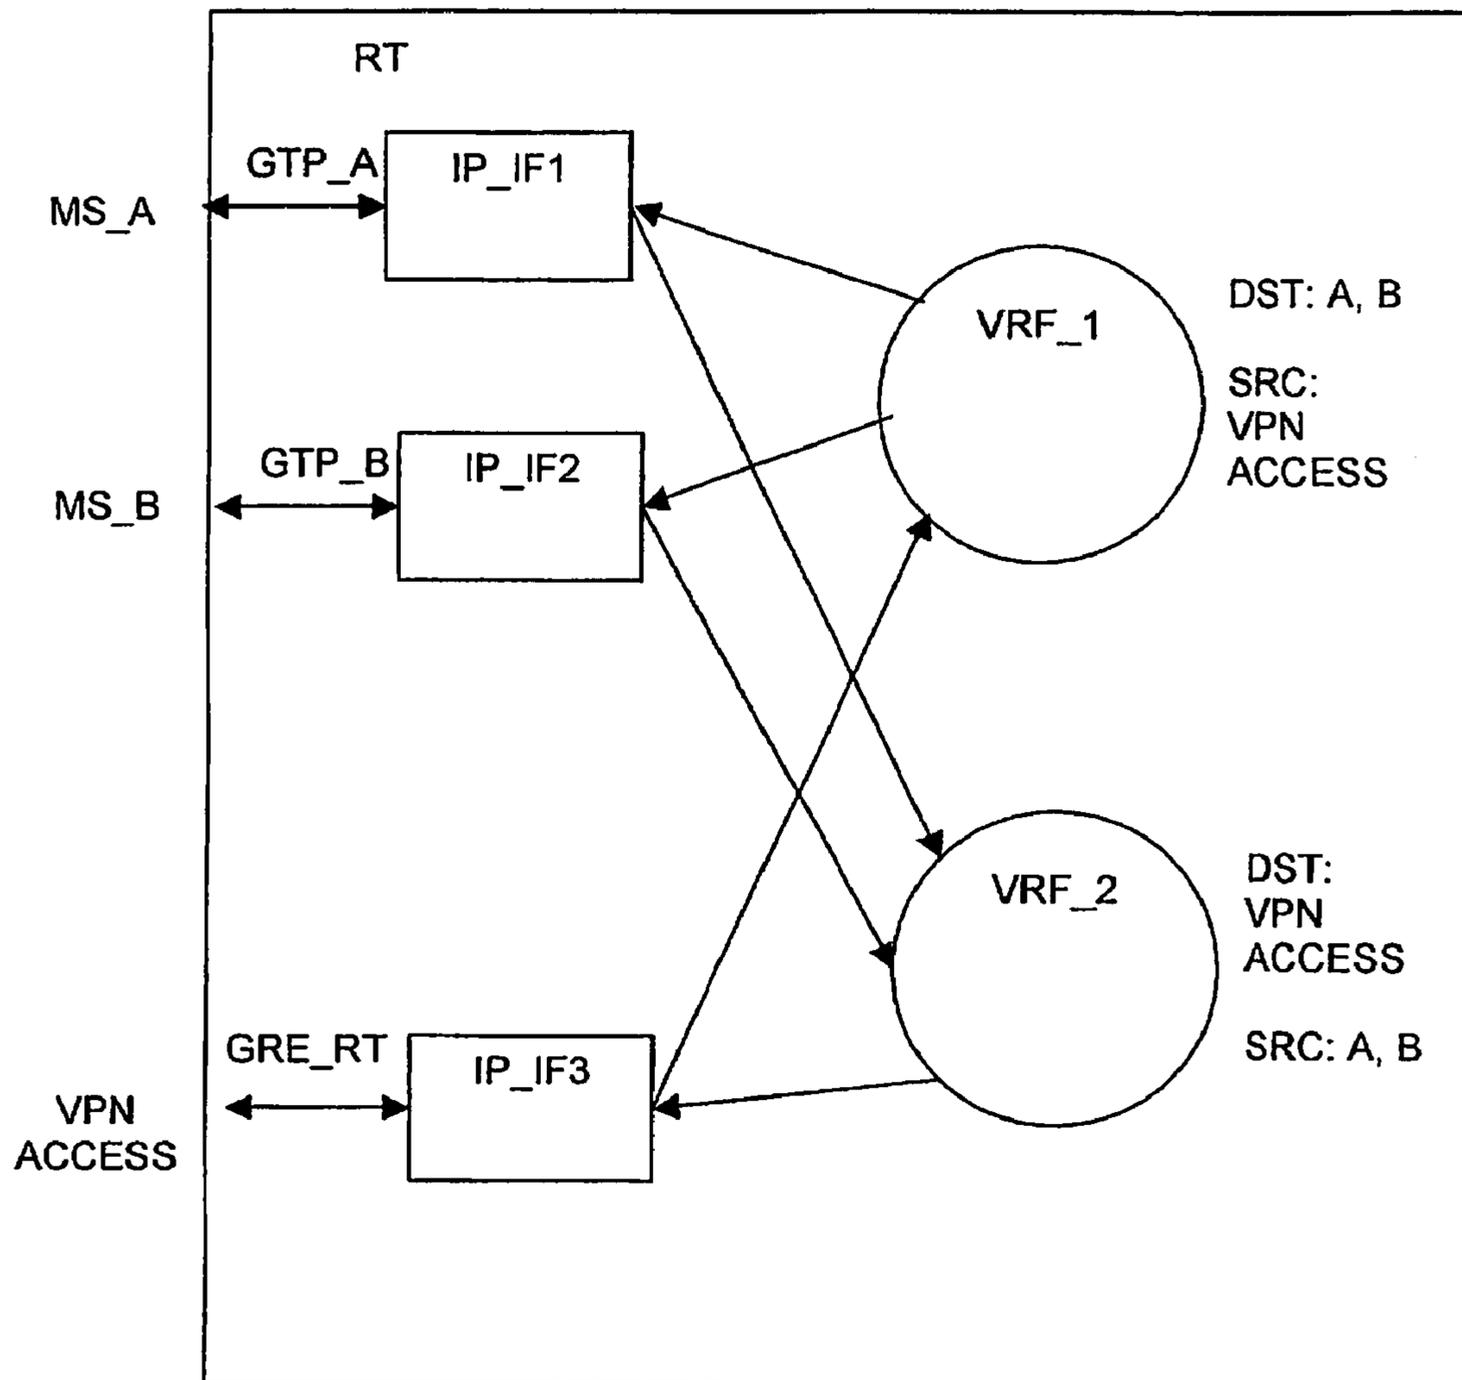 RT
GTP_A
IP_IF1
MS_A
VRF_1
DST: A, B
SRC:
VPN
ACCESS
GTP_B
IP_IF2
MS_B
VRF_2
DST:
VPN
ACCESS
SRC: A, B
GRE_RT
IP_IF3
VPN
ACCESS